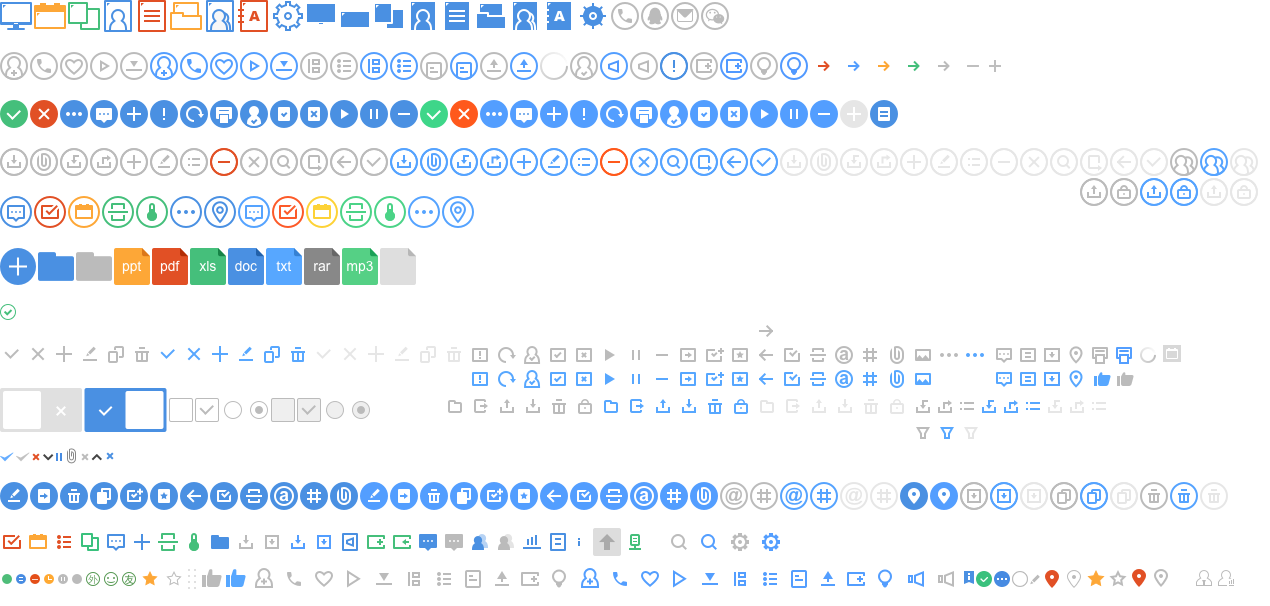 A A
ppt pdf xls doc txt rar mp3
@ # @ #
@ # @ # @ # @ #
外 友